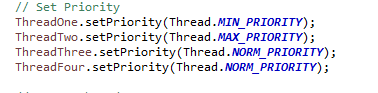 // Set Priority
ThreadOne.setPriority(Thread.MIN_PRIORITY);
ThreadTwo.setPriority(Thread.MAX_PRIORITY);
ThreadThree.setPriority(Thread.NORM_PRIORITY);
ThreadFour.setPriority(Thread.NORM_PRIORITY);